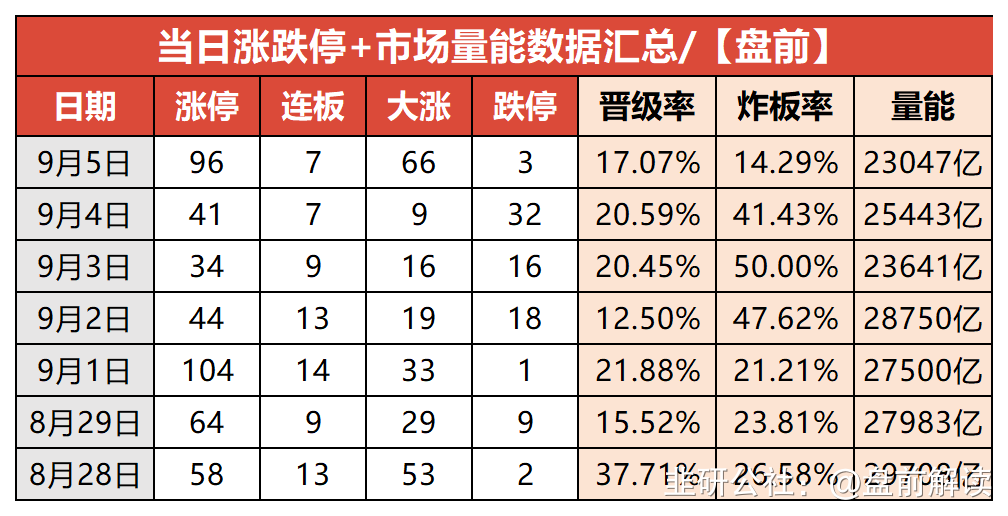 当日涨跌停+市场量能数据汇总/【盘前】
日期 涨停 连板 大涨 跌停 晋级率 炸板率 量能
9月5日 96 7 66 3 17.07% 14.29% 23047亿
9月4日 41 7 9 32 20.59% 41.43% 25443亿
9月3日 34 9 16 16 20.45% 50.00% 23641亿
9月2日 44 13 19 18 12.50% 47.62% 28750亿
9月1日 104 14 33 1 21.88% 21.21% 27500亿
8月29日 64 9 29 9 15.52% 23.81% 27983亿
8月28日 58 13 53 2 37.71% 26.58% 29708亿
韭研公社：@盘前解读